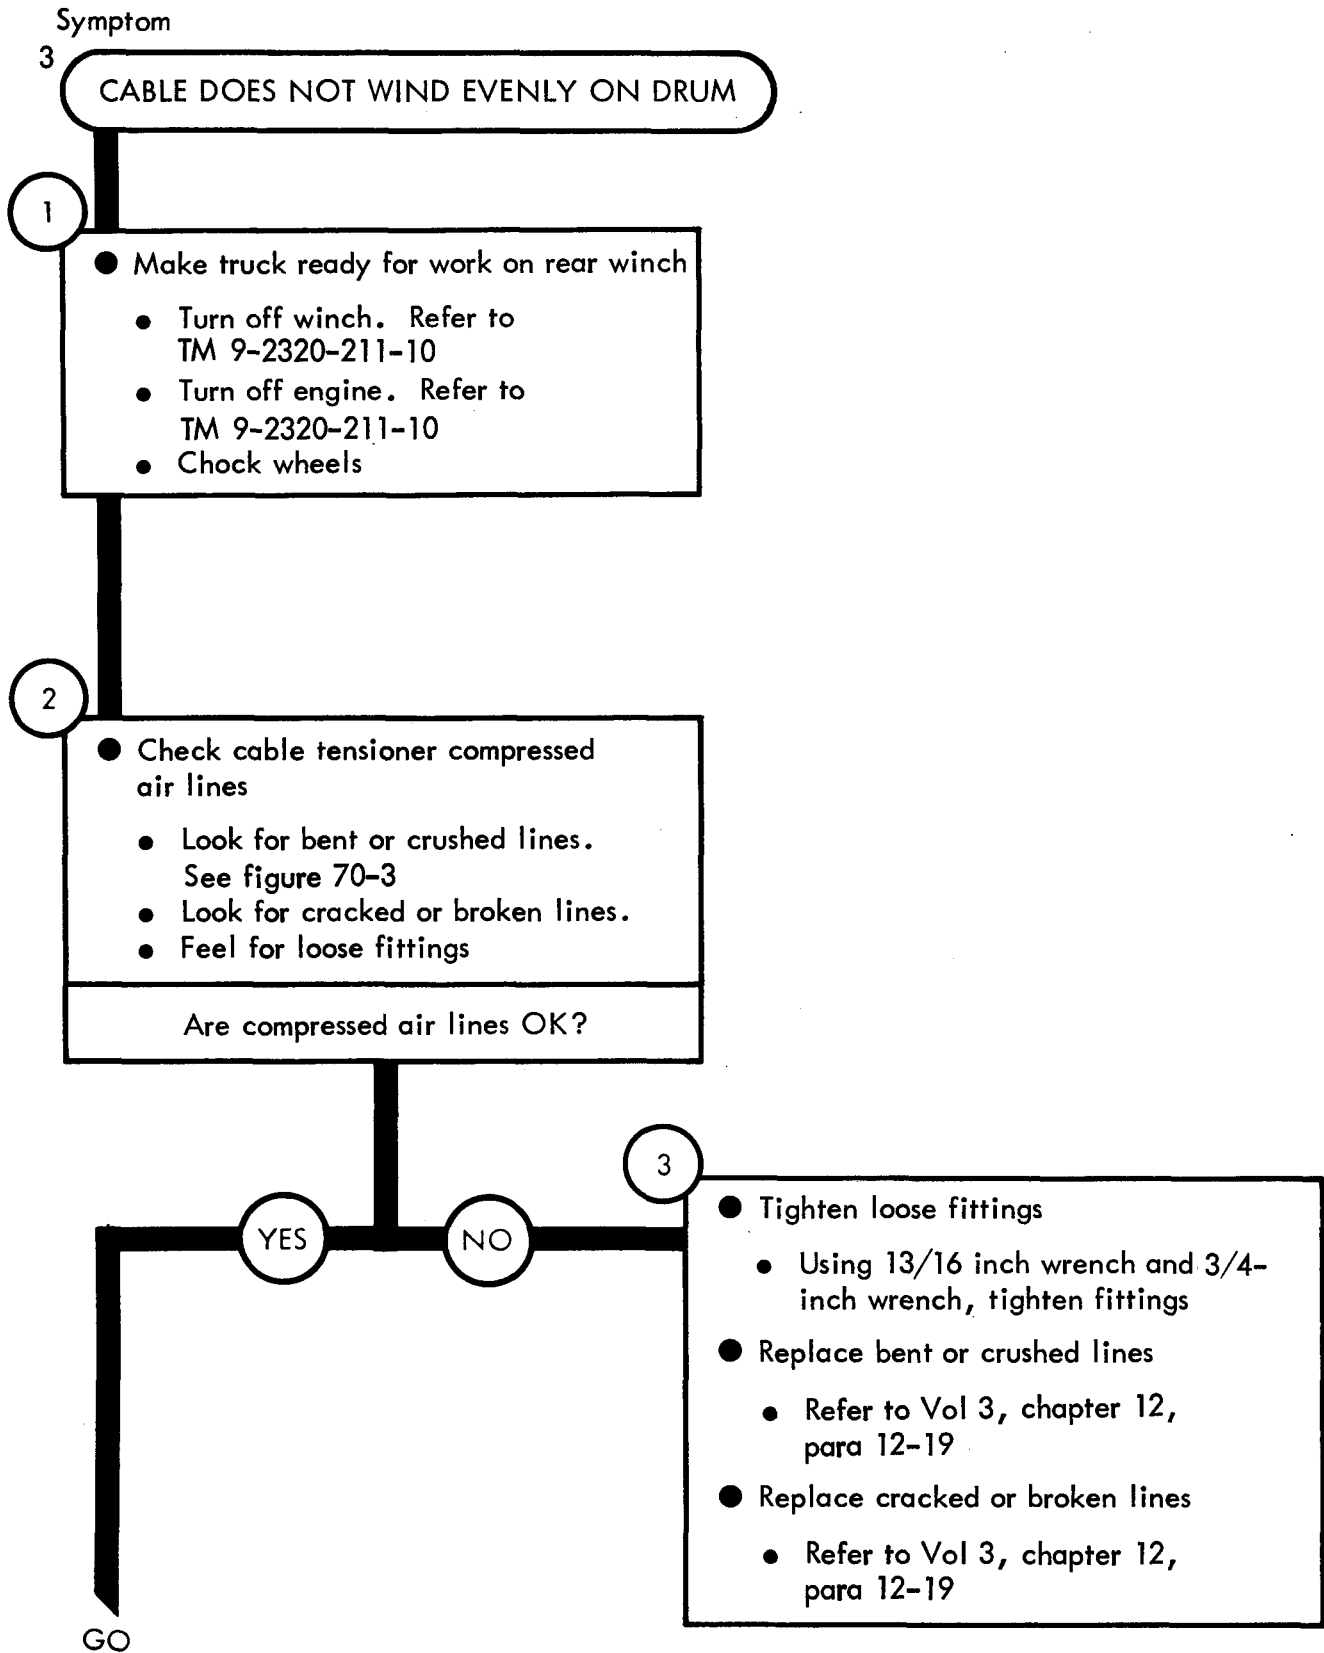 Symptom
3
CABLE DOES NOT WIND EVENLY ON DRUM
1
● Make truck ready for work on rear winch
● Turn off winch. Refer to
TM 9-2320-211-10
● Turn off engine. Refer to
TM 9-2320-211-10
● Chock wheels
2
● Check cable tensioner compressed
air lines
● Look for bent or crushed lines.
See figure 70-3
● Look for cracked or broken lines.
● Feel for loose fittings
Are compressed air lines OK?
YES
NO
3
● Tighten loose fittings
● Using 13/16 inch wrench and 3/4-
inch wrench, tighten fittings
● Replace bent or crushed lines
● Refer to Vol 3, chapter 12,
para 12-19
● Replace cracked or broken lines
● Refer to Vol 3, chapter 12,
para 12-19
GO